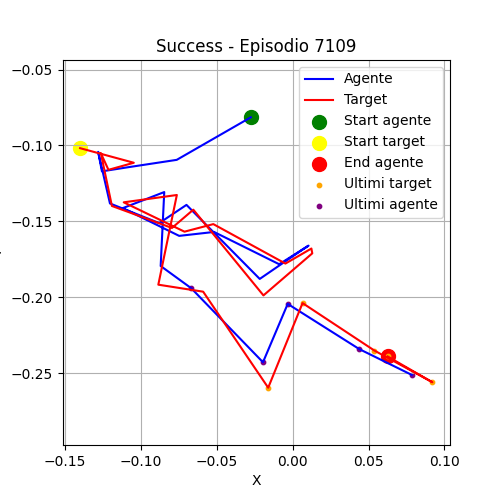 Success - Episodio 7109
Agente
Target
Start agente
Start target
End agente
Ultimi target
Ultimi agente
−0.05
−0.10
−0.15
−0.20
−0.25
−0.15
−0.10
−0.05
0.00
0.05
0.10
X